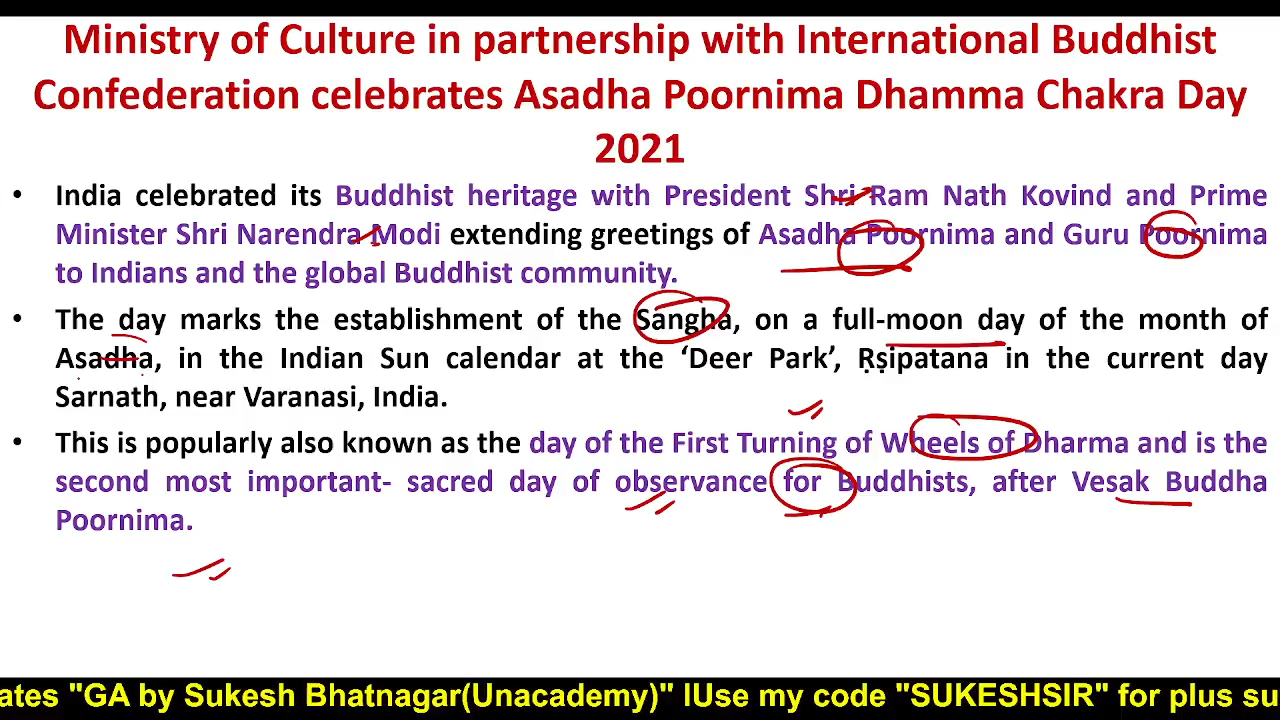 Ministry of Culture in partnership with International Buddhist
Confederation celebrates Asadha Poornima Dhamma Chakra Day
2021
• India celebrated its Buddhist heritage with President Shri Ram Nath Kovind and Prime
Minister Shri Narendra Modi extending greetings of Asadha Poornima and Guru Poornima
to Indians and the global Buddhist community.
• The day marks the establishment of the Sangha, on a full-moon day of the month of
Asadha, in the Indian Sun calendar at the ‘Deer Park’, Ṛṣipatana in the current day
Sarnath, near Varanasi, India.
• This is popularly also known as the day of the First Turning of Wheels of Dharma and is the
second most important- sacred day of observance for Buddhists, after Vesak Buddha
Poornima.
ates "GA by Sukesh Bhatnagar(Unacademy)" IUse my code "SUKESHSIR" for plus su